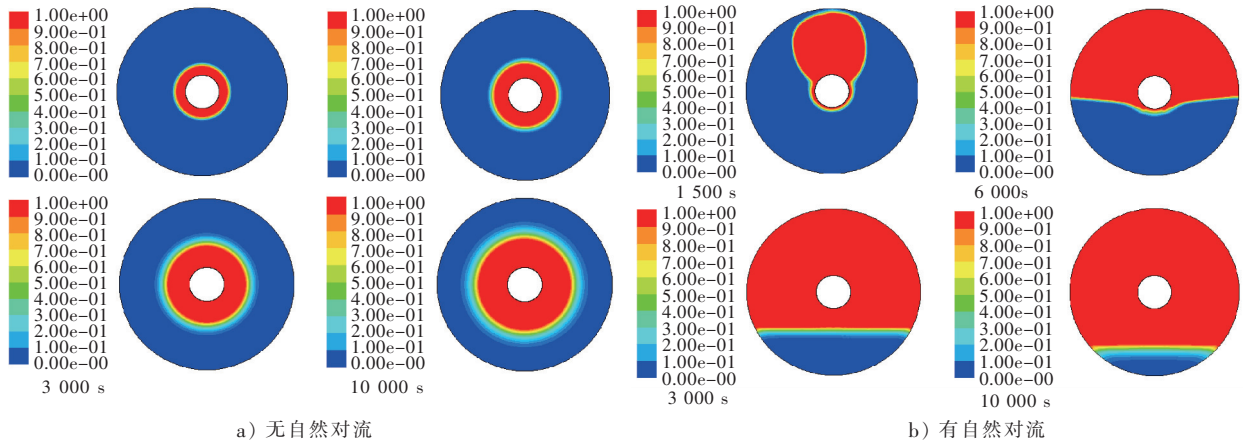 1.00e+00
9.00e-01
8.00e-01
7.00e-01
6.00e-01
5.00e-01
4.00e-01
3.00e-01
2.00e-01
1.00e-01
0.00e-00
1.00e+00
9.00e-01
8.00e-01
7.00e-01
6.00e-01
5.00e-01
4.00e-01
3.00e-01
2.00e-01
1.00e-01
0.00e-00
1.00e+00
9.00e-01
8.00e-01
7.00e-01
6.00e-01
5.00e-01
4.00e-01
3.00e-01
2.00e-01
1.00e-01
0.00e-00
3 000 s
1.00e+00
9.00e-01
8.00e-01
7.00e-01
6.00e-01
5.00e-01
4.00e-01
3.00e-01
2.00e-01
1.00e-01
0.00e-00
10 000 s
a) 无自然对流
1.00e+00
9.00e-01
8.00e-01
7.00e-01
6.00e-01
5.00e-01
4.00e-01
3.00e-01
2.00e-01
1.00e-01
0.00e-00
1 500 s
1.00e+00
9.00e-01
8.00e-01
7.00e-01
6.00e-01
5.00e-01
4.00e-01
3.00e-01
2.00e-01
1.00e-01
0.00e-00
6 000s
1.00e+00
9.00e-01
8.00e-01
7.00e-01
6.00e-01
5.00e-01
4.00e-01
3.00e-01
2.00e-01
1.00e-01
0.00e-00
3 000 s
1.00e+00
9.00e-01
8.00e-01
7.00e-01
6.00e-01
5.00e-01
4.00e-01
3.00e-01
2.00e-01
1.00e-01
0.00e-00
10 000 s
b) 有自然对流